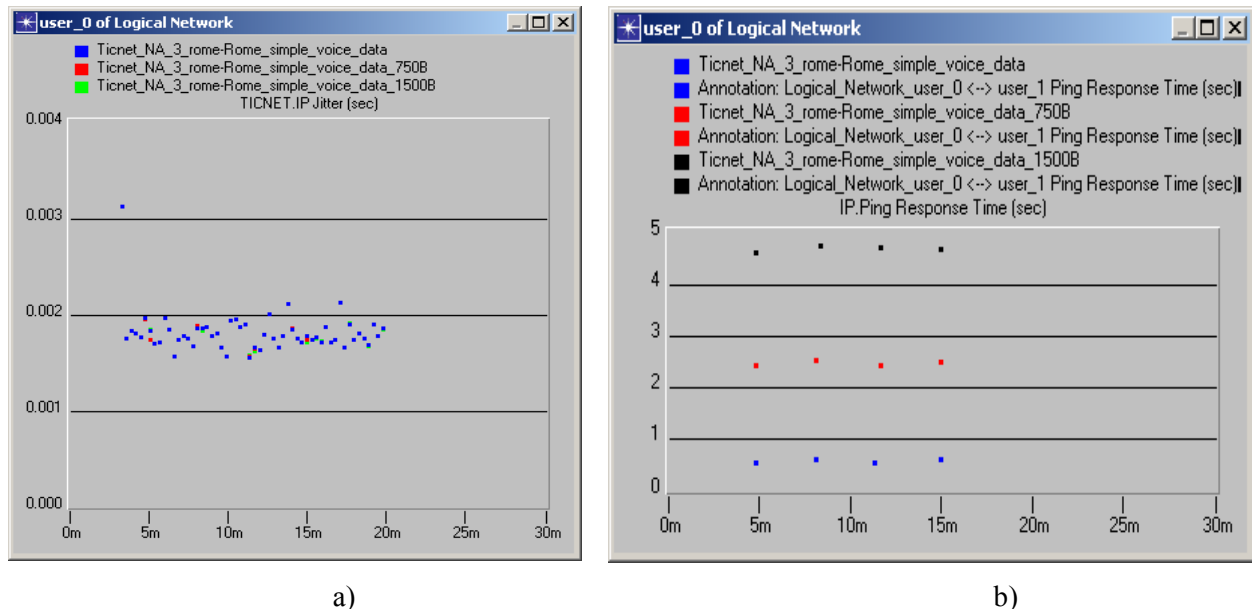 user_0 of Logical Network
Ticnet_NA_3_rome-Rome_simple_voice_data
Ticnet_NA_3_rome-Rome_simple_voice_data_750B
Ticnet_NA_3_rome-Rome_simple_voice_data_1500B
TICNET.IP Jitter (sec)
0.004
0.003
0.002
0.001
0.000
0m 5m 10m 15m 20m 25m 30m
a)
user_0 of Logical Network
Ticnet_NA_3_rome-Rome_simple_voice_data
Annotation: Logical_Network_user_0 <--> user_1 Ping Response Time (sec)
Ticnet_NA_3_rome-Rome_simple_voice_data_750B
Annotation: Logical_Network_user_0 <--> user_1 Ping Response Time (sec)
Ticnet_NA_3_rome-Rome_simple_voice_data_1500B
Annotation: Logical_Network_user_0 <--> user_1 Ping Response Time (sec)
IP.Ping Response Time (sec)
5
4
3
2
1
0
0m 5m 10m 15m 20m 25m 30m
b)